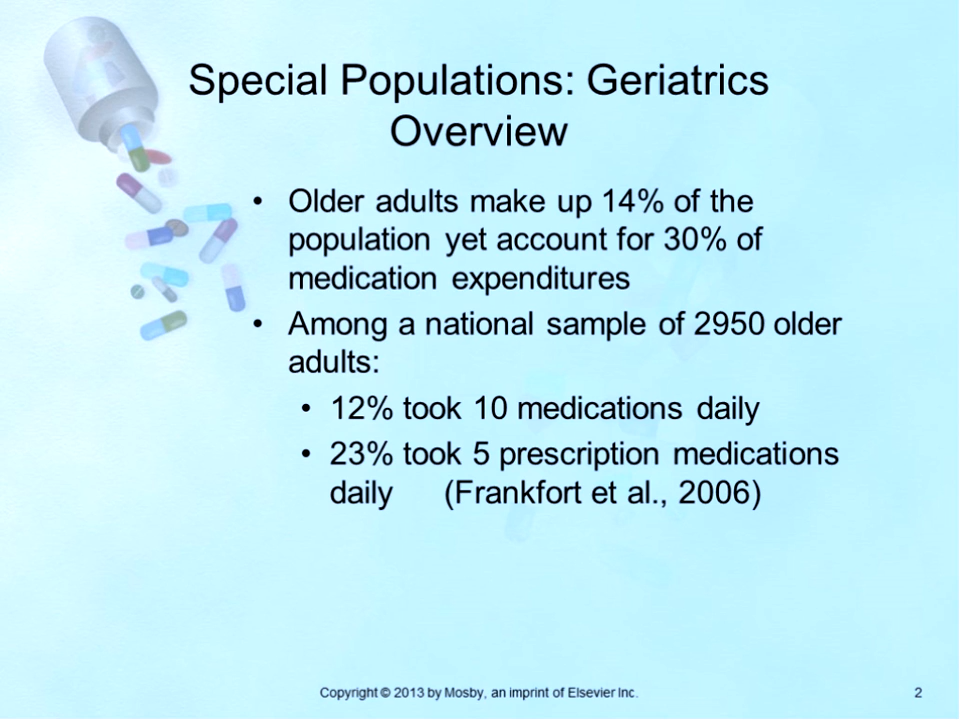 Special Populations: Geriatrics
Overview
• Older adults make up 14% of the
population yet account for 30% of
medication expenditures
• Among a national sample of 2950 older
adults:
• 12% took 10 medications daily
• 23% took 5 prescription medications
daily (Frankfort et al., 2006)
Copyright © 2013 by Mosby, an imprint of Elsevier Inc.
2